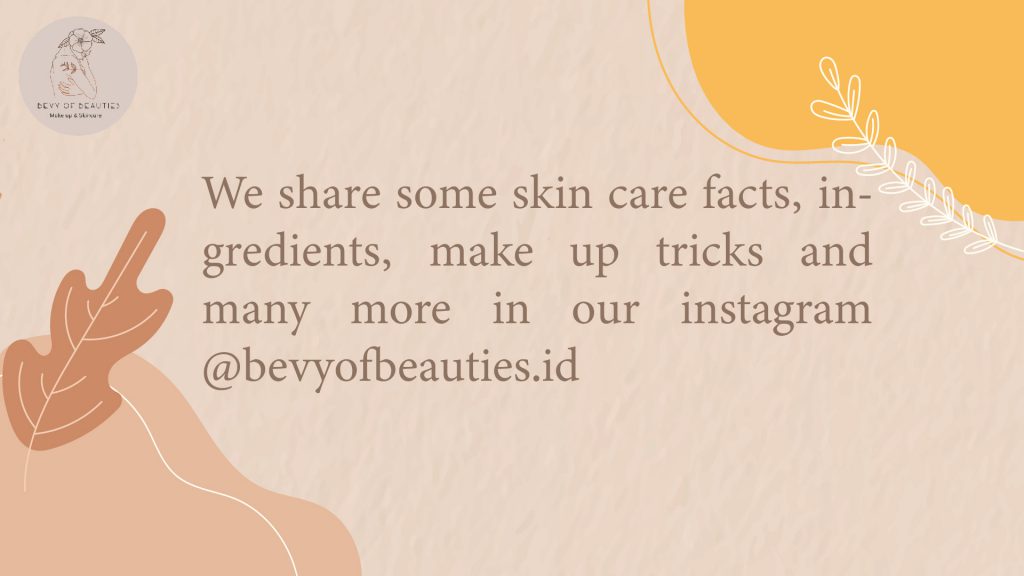 BEVY OF BEAUTIES
Make up & Skincare
We share some skin care facts, in-
gredients, make up tricks and
many more in our instagram
@bevyofbeauties.id